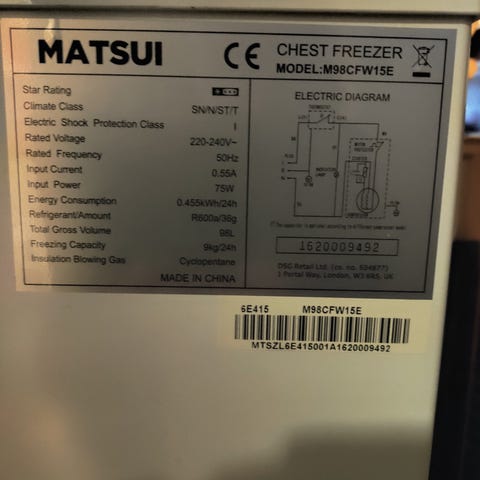 MATSUI
CE
CHEST FREEZER
MODEL:M98CFW15E
Star Rating
Climate Class SN/N/ST/T
Electric Shock Protection Class I
Rated Voltage 220-240V~
Rated Frequency 50Hz
Input Current 0.55A
Input Power 75W
Energy Consumption 0.455kWh/24h
Refrigerant/Amount R600a/36g
Total Gross Volume 98L
Freezing Capacity 9kg/24h
Insulation Blowing Gas Cyclopentane
MADE IN CHINA
ELECTRIC DIAGRAM
THERMOSTAT
1620009492
DSG Retail Ltd. (co. no. 504877)
1 Portal Way, London, W3 6RS, UK
6E415 M98CFW15E
MTSZL6E415001A1620009492